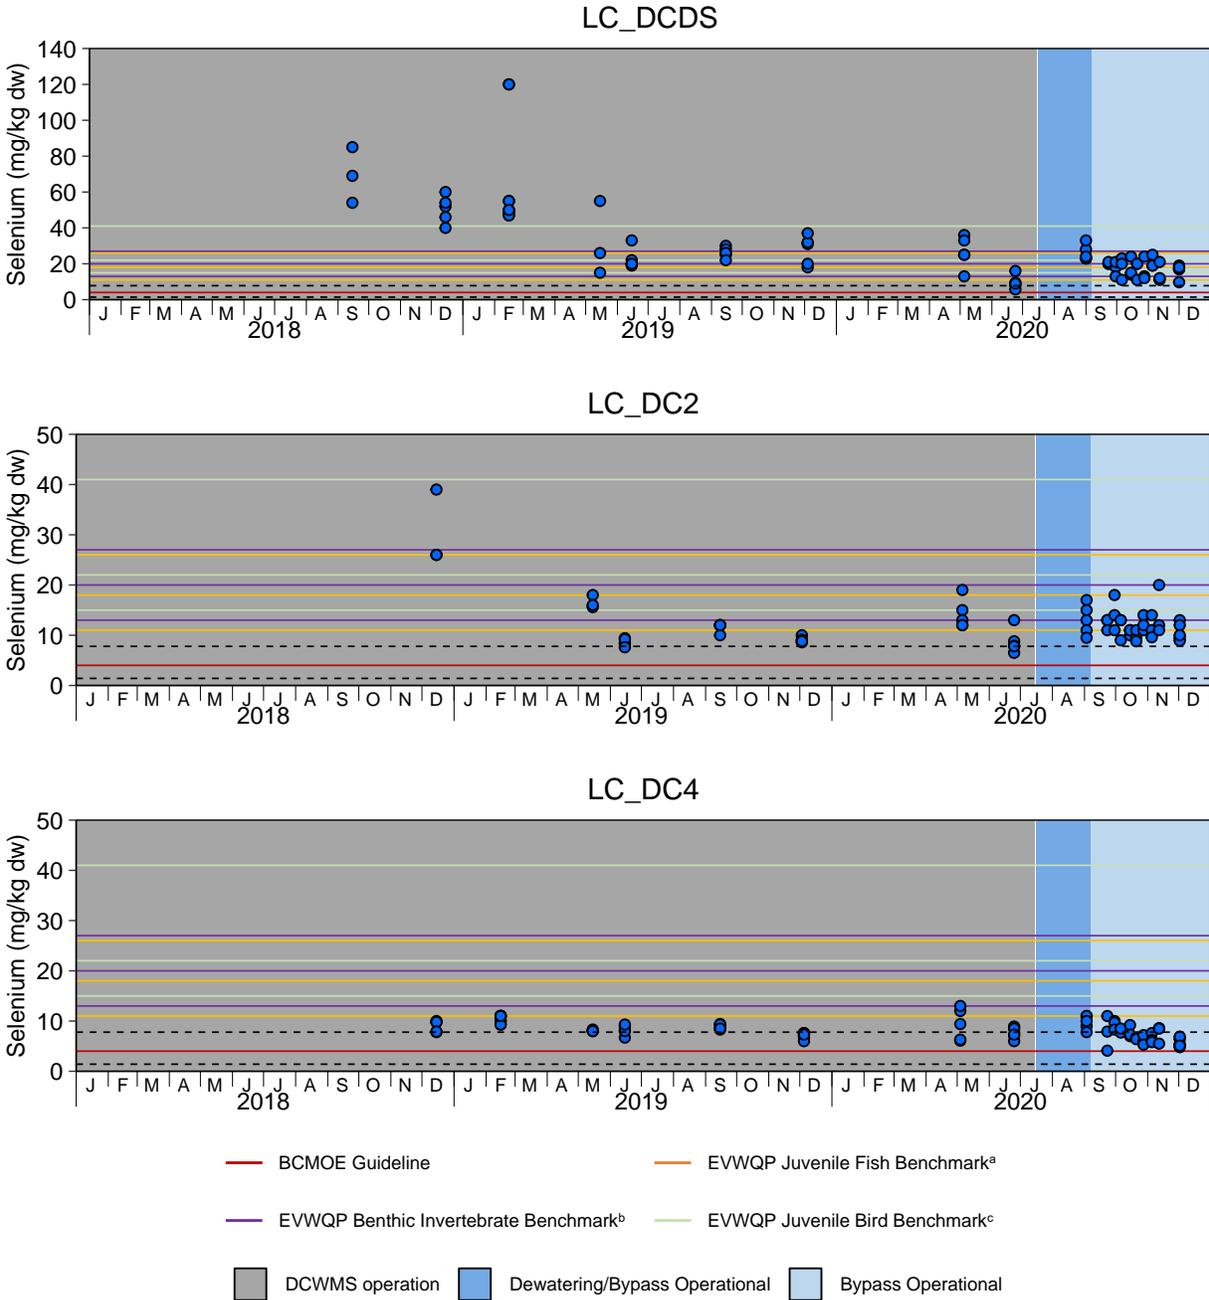 LC_DCDS
Selenium (mg/kg dw)
140
120
100
80
60
40
20
0
J F M A M J J A S O N D J F M A M J J A S O N D J F M A M J J A S O N D
2018 2019 2020
LC_DC2
Selenium (mg/kg dw)
50
40
30
20
10
0
J F M A M J J A S O N D J F M A M J J A S O N D J F M A M J J A S O N D
2018 2019 2020
LC_DC4
Selenium (mg/kg dw)
50
40
30
20
10
0
J F M A M J J A S O N D J F M A M J J A S O N D J F M A M J J A S O N D
2018 2019 2020
BCMOE Guideline EVWQP Juvenile Fish Benchmarkᵃ
EVWQP Benthic Invertebrate Benchmarkᵇ EVWQP Juvenile Bird Benchmarkᶜ
DCWMS operation Dewatering/Bypass Operational Bypass Operational